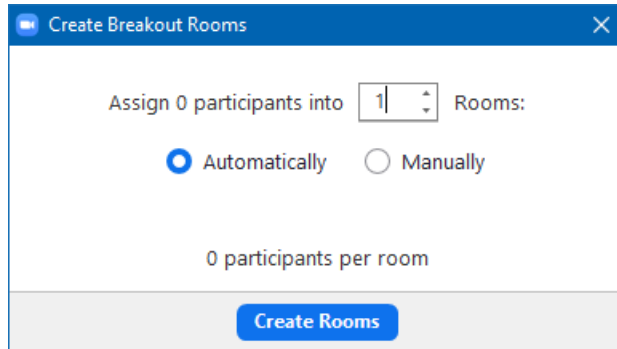 Create Breakout Rooms
Assign 0 participants into 1 Rooms:
Automatically Manually
0 participants per room
Create Rooms